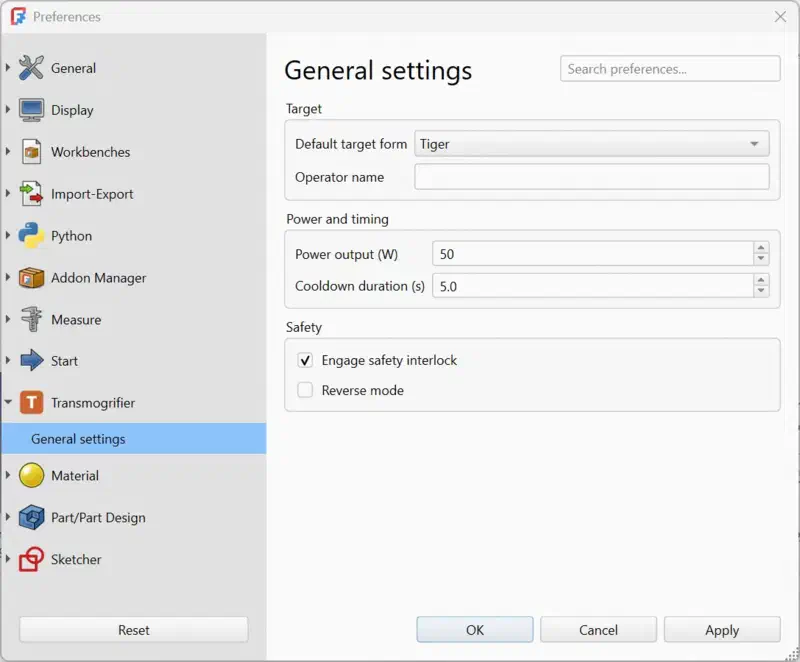 Preferences
General
Display
Workbenches
Import-Export
Python
Addon Manager
Measure
Start
T Transmogrifier
General settings
Material
Part/Part Design
Sketcher
Reset
General settings
Search preferences...
Target
Default target form Tiger
Operator name
Power and timing
Power output (W) 50
Cooldown duration (s) 5.0
Safety
Engage safety interlock
Reverse mode
OK Cancel Apply